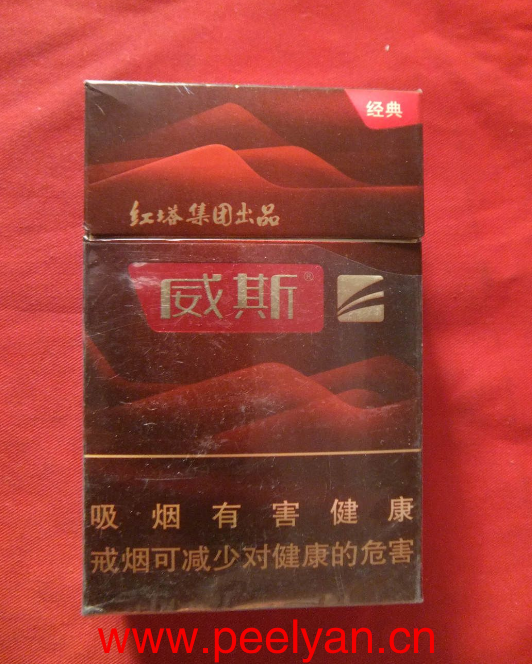 经典
红塔集团出品
威斯®
吸烟有害健康
戒烟可减少对健康的危害
www.peelyan.cn